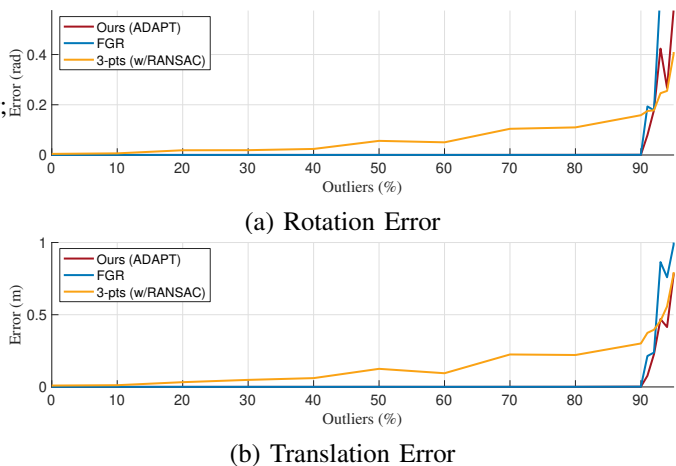 Ours (ADAPT)
FGR
3-pts (w/RANSAC)
Error (rad)
0.4
0.2
0
0 10 20 30 40 50 60 70 80 90
Outliers (%)
(a) Rotation Error
Ours (ADAPT)
FGR
3-pts (w/RANSAC)
Error (m)
1
0.5
0
0 10 20 30 40 50 60 70 80 90
Outliers (%)
(b) Translation Error